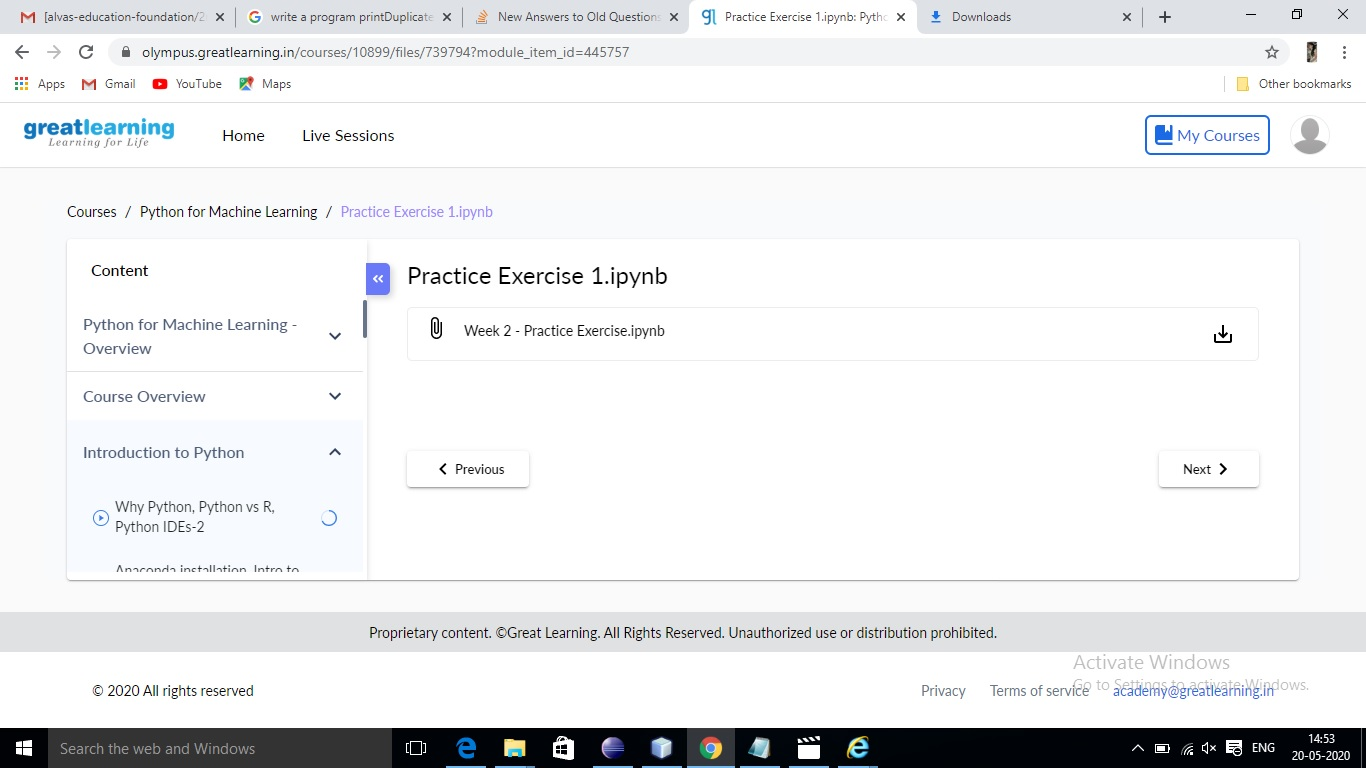 [alvas-education-foundation/2
write a program printDuplicate
New Answers to Old Questions
Practice Exercise 1.ipynb: Pytho
Downloads
olympus.greatlearning.in/courses/10899/files/739794?module_item_id=445757
Apps
Gmail
YouTube
Maps
Other bookmarks
greatlearning
Learning for Life
Home
Live Sessions
My Courses
Courses / Python for Machine Learning / Practice Exercise 1.ipynb
Content
Python for Machine Learning -
Overview
Course Overview
Introduction to Python
Why Python, Python vs R,
Python IDEs-2
Anaconda installation, Intro to
Practice Exercise 1.ipynb
Week 2 - Practice Exercise.ipynb
Previous
Next
Proprietary content. ©Great Learning. All Rights Reserved. Unauthorized use or distribution prohibited.
Activate Windows
Go to Settings to activate Windows.
© 2020 All rights reserved
Privacy
Terms of service
academy@greatlearning.in
Search the web and Windows
ENG
14:53
20-05-2020